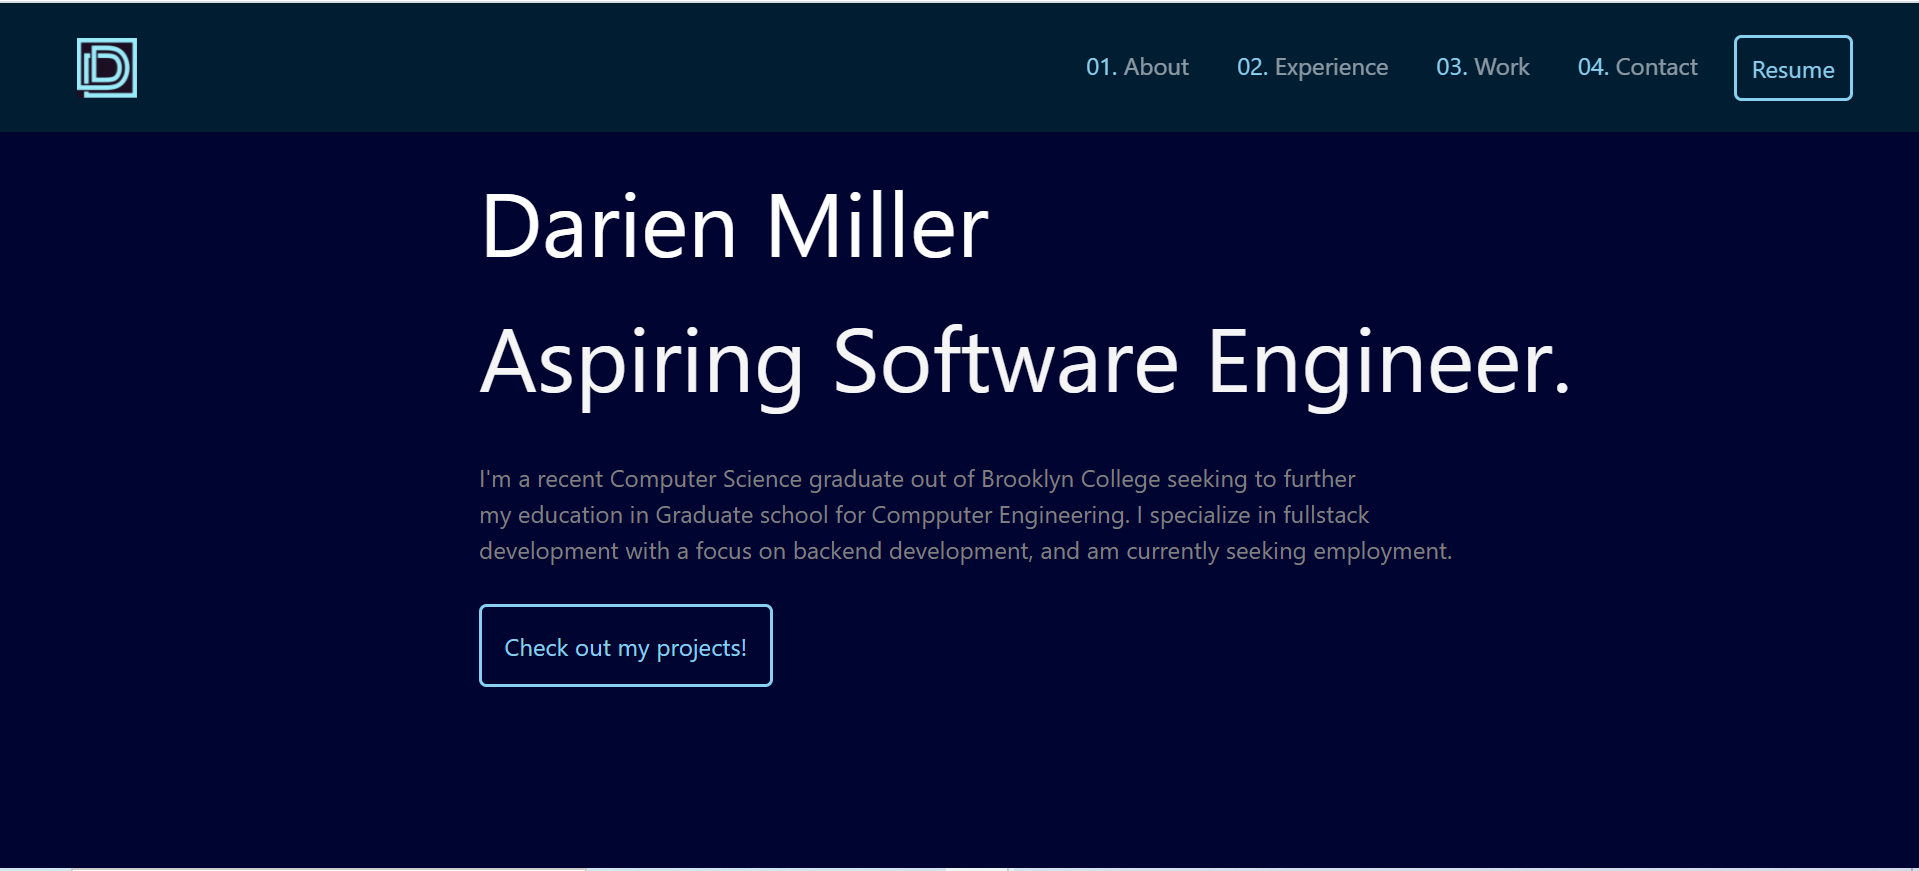 01. About 02. Experience 03. Work 04. Contact Resume
Darien Miller
Aspiring Software Engineer.
I'm a recent Computer Science graduate out of Brooklyn College seeking to further
my education in Graduate school for Compputer Engineering. I specialize in fullstack
development with a focus on backend development, and am currently seeking employment.
Check out my projects!